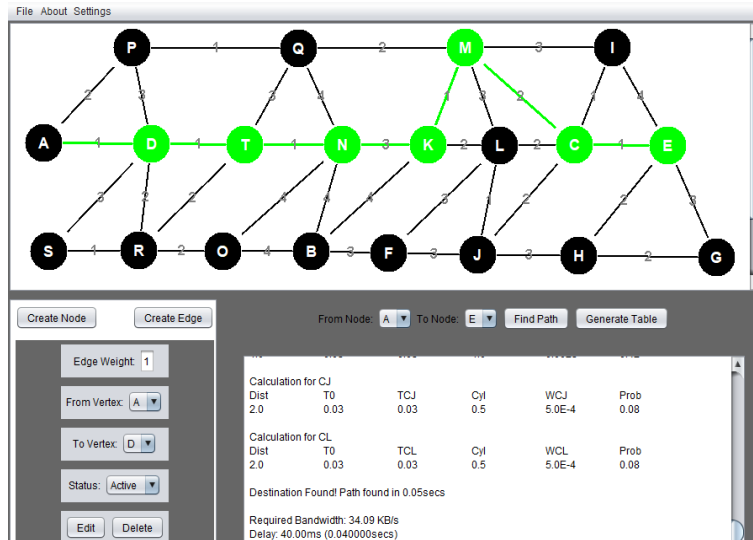 File About Settings
P 1 Q 2 M 3 I
2 3 3 4 1 3 2 1 4
A 1 D 1 T 1 N 3 K 2 L 2 C 1 E
3 2 2 4 4 4 3 1 2 2 3
S 1 R 2 O 4 B 3 F 3 J 3 H 2 G
Create Node Create Edge
From Node: A To Node: E Find Path Generate Table
Edge Weight: 1
From Vertex: A
To Vertex: D
Status: Active
Edit Delete
Calculation for CJ
Dist T0 TCJ Cyl WCJ Prob
2.0 0.03 0.03 0.5 5.0E-4 0.08
Calculation for CL
Dist T0 TCL Cyl WCL Prob
2.0 0.03 0.03 0.5 5.0E-4 0.08
Destination Found! Path found in 0.05secs
Required Bandwidth: 34.09 KB/s
Delay: 40.00ms (0.040000secs)